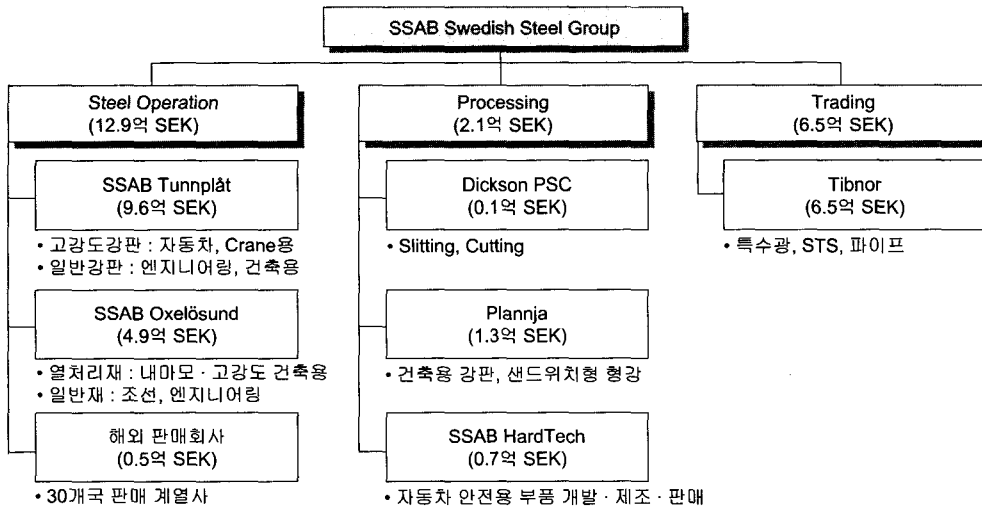 SSAB Swedish Steel Group
Steel Operation
(12.9억 SEK)
SSAB Tunnplåt
(9.6억 SEK)
• 고강도강판 : 자동차, Crane용
• 일반강판 : 엔지니어링, 건축용
SSAB Oxelösund
(4.9억 SEK)
• 열처리재 : 내마모 · 고강도 건축용
• 일반재 : 조선, 엔지니어링
해외 판매회사
(0.5억 SEK)
• 30개국 판매 계열사
Processing
(2.1억 SEK)
Dickson PSC
(0.1억 SEK)
• Slitting, Cutting
Plannja
(1.3억 SEK)
• 건축용 강판, 샌드위치형 형강
SSAB HardTech
(0.7억 SEK)
• 자동차 안전용 부품 개발 · 제조 · 판매
Trading
(6.5억 SEK)
Tibnor
(6.5억 SEK)
• 특수광, STS, 파이프